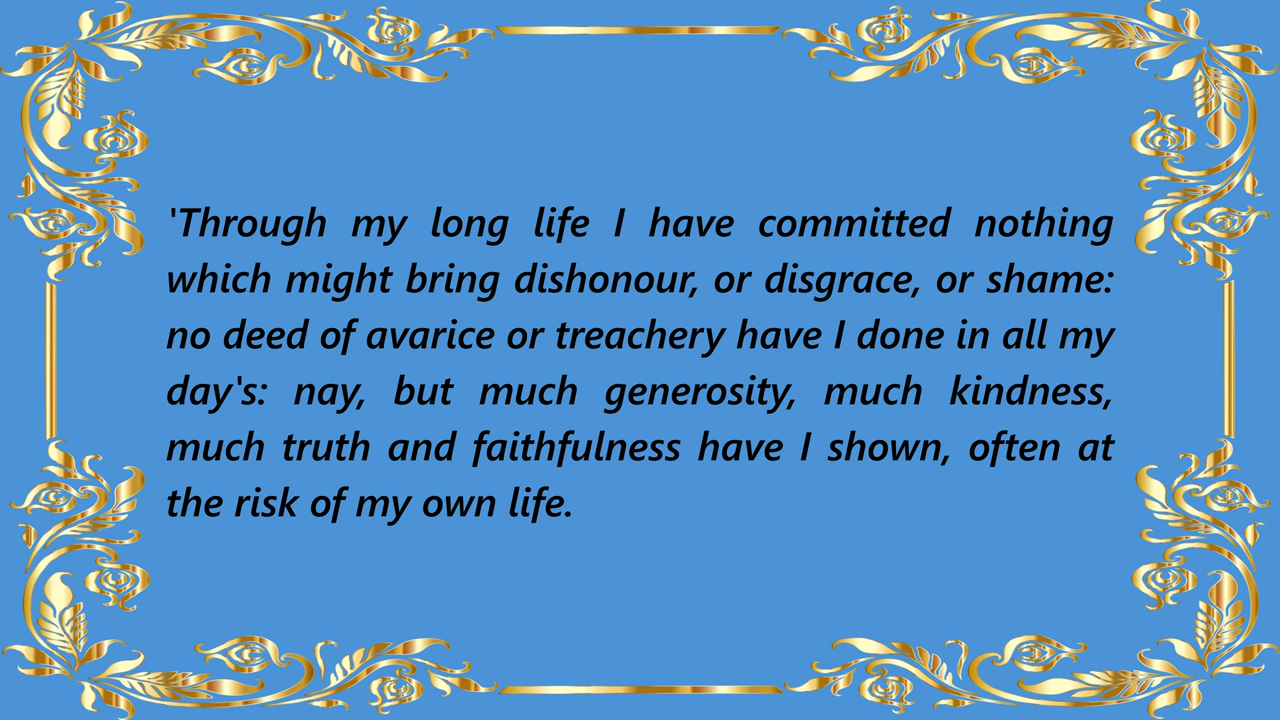 'Through my long life I have committed nothing
which might bring dishonour, or disgrace, or shame:
no deed of avarice or treachery have I done in all my
day's: nay, but much generosity, much kindness,
much truth and faithfulness have I shown, often at
the risk of my own life.